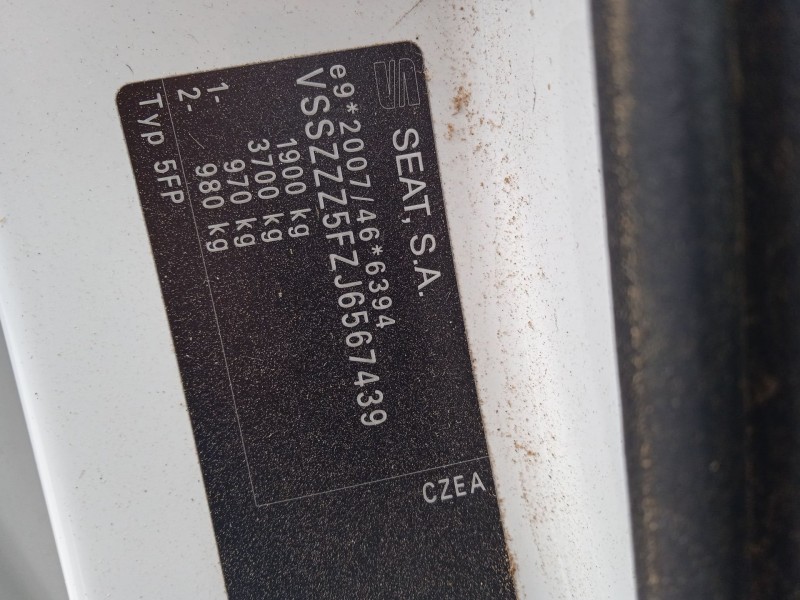 SEAT, S.A.
e9*2007/46*6394
VSSZZZ5FZJ6567439
1900 kg
3700 kg
1- 970 kg
2- 980 kg
Typ 5FP
CZEA